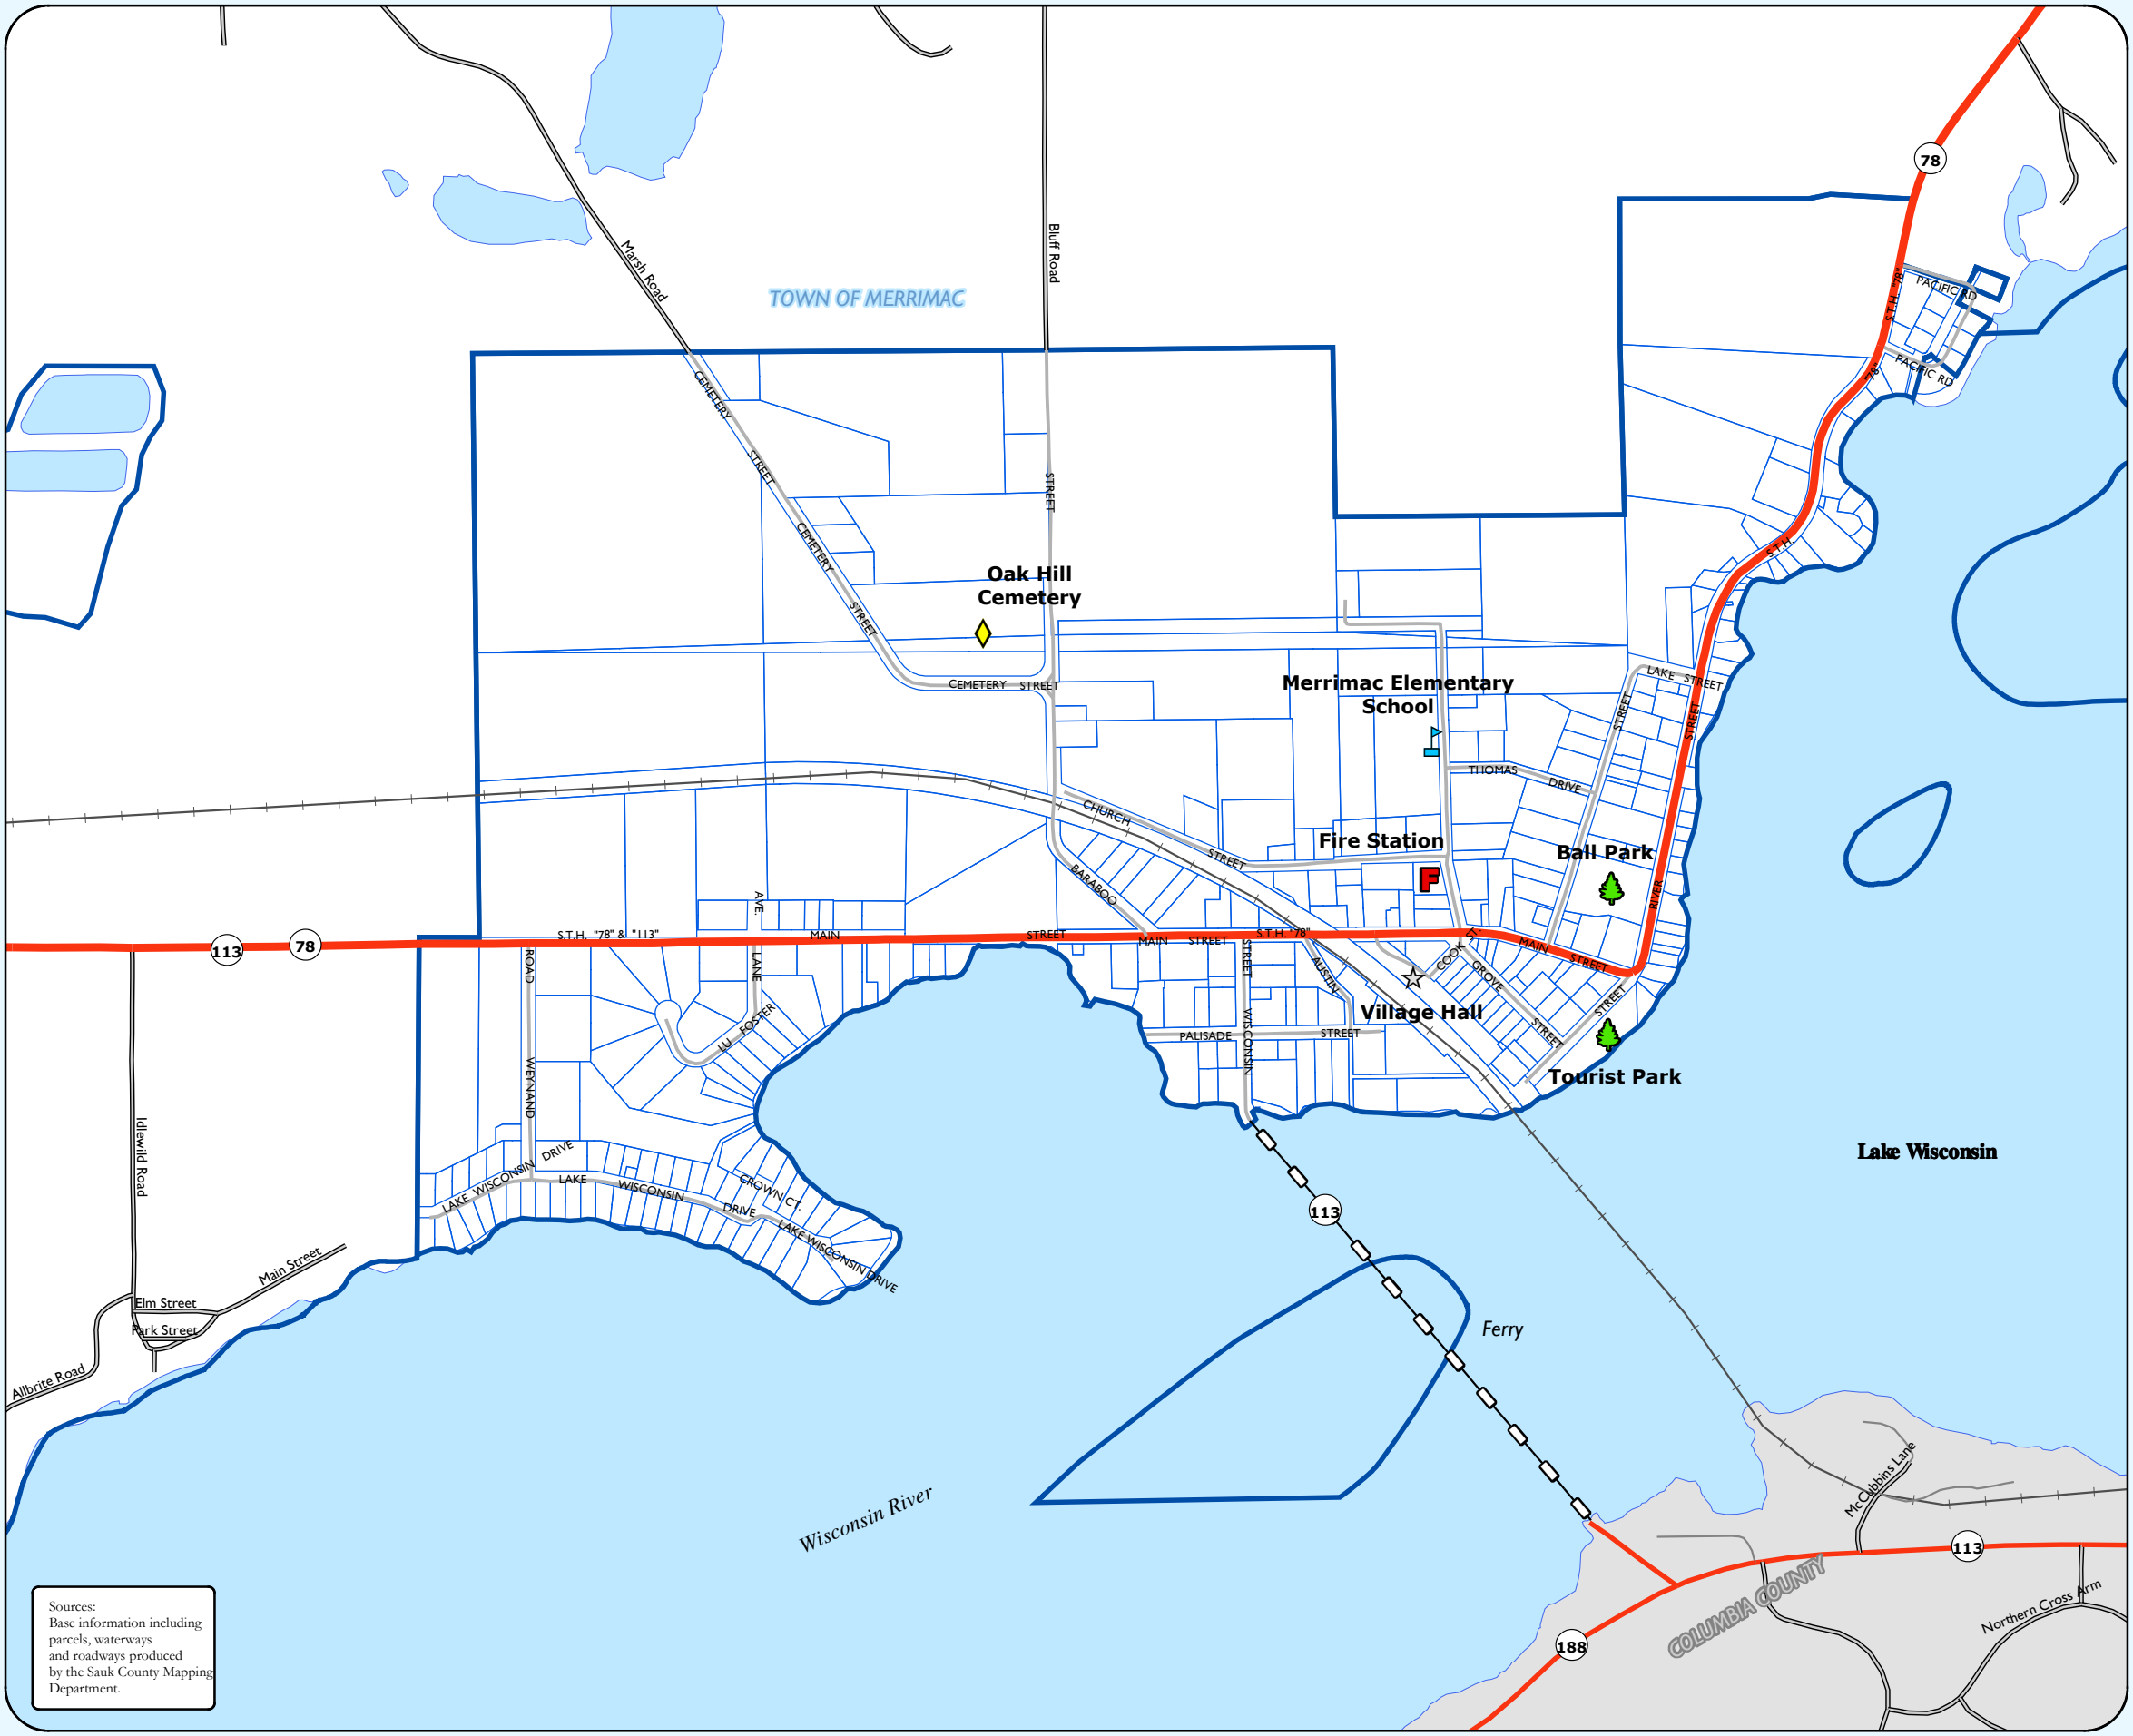 78
Bluff Road
Marsh Road
TOWN OF MERRIMAC
S.T.H. "78"
PACIFIC RD
PACIFIC RD
"78"
CEMETERY
STREET
STREET
CEMETERY
S.T.H.
Oak Hill
Cemetery
STREET
CEMETERY STREET
LAKE STREET
Merrimac Elementary
School
STREET
STREET
THOMAS DRIVE
CHURCH
STREET
Fire Station
F
Ball Park
BARABOO
RIVER
AVE.
113
78
S.T.H. "78" & "113"
MAIN
STREET
MAIN STREET
S.T.H. "78"
COOK ST.
MAIN
STREET
ROAD
LANE
STREET
AUSTIN
GROVE
STREET
Village Hall
STREET
LU FOSTER
PALISADE
STREET
WISCONSIN
WEYNAND
Tourist Park
Idlewild Road
Lake Wisconsin
LAKE WISCONSIN DRIVE
LAKE
WISCONSIN
DRIVE
CROWN CT.
LAKE WISCONSIN DRIVE
113
Main Street
Elm Street
Park Street
Allbrite Road
Ferry
Wisconsin River
McCubbins Lane
113
COLUMBIA COUNTY
Northern Cross Arm
188
Sources:
Base information including
parcels, waterways
and roadways produced
by the Sauk County Mapping
Department.